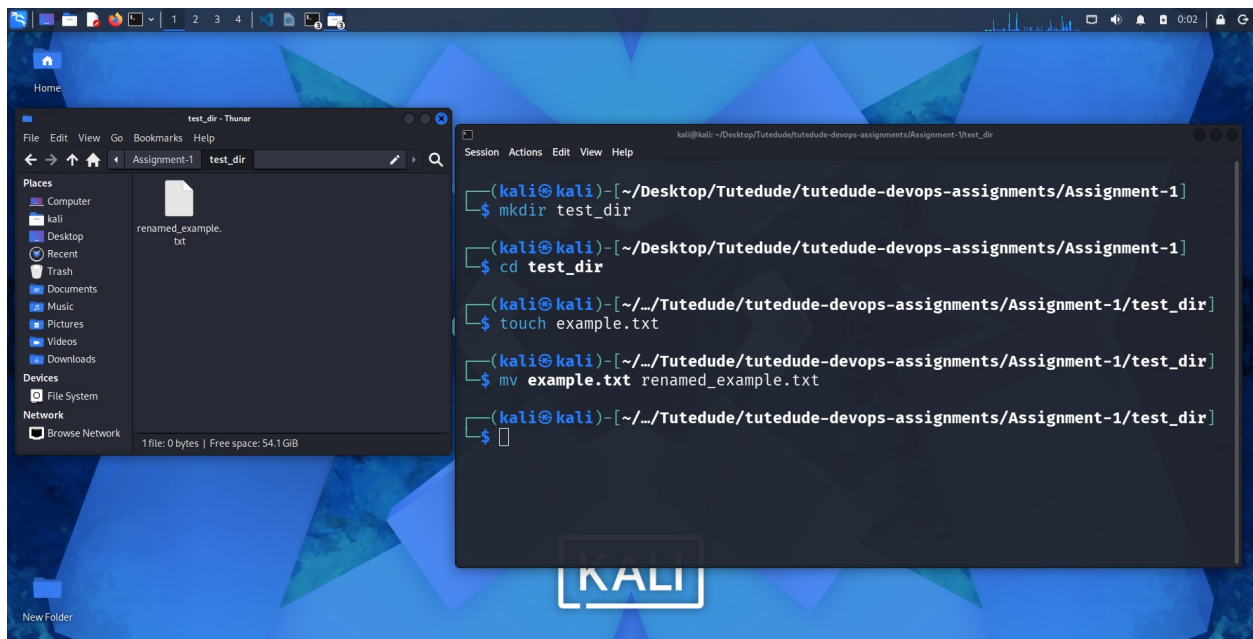 1 2 3 4
3
3
0:02
Home
test_dir - Thunar
File Edit View Go Bookmarks Help
Assignment-1 test_dir
Places
Computer
kali
Desktop
Recent
Trash
Documents
Music
Pictures
Videos
Downloads
Devices
File System
Network
Browse Network
renamed_example.
txt
1 file: 0 bytes | Free space: 54.1 GiB
kali@kali: ~/Desktop/Tutedude/tutedude-devops-assignments/Assignment-1/test_dir
Session Actions Edit View Help
┌──(kali㉿kali)-[~/Desktop/Tutedude/tutedude-devops-assignments/Assignment-1]
└─$ mkdir test_dir
┌──(kali㉿kali)-[~/Desktop/Tutedude/tutedude-devops-assignments/Assignment-1]
└─$ cd test_dir
┌──(kali㉿kali)-[~/…/Tutedude/tutedude-devops-assignments/Assignment-1/test_dir]
└─$ touch example.txt
┌──(kali㉿kali)-[~/…/Tutedude/tutedude-devops-assignments/Assignment-1/test_dir]
└─$ mv example.txt renamed_example.txt
┌──(kali㉿kali)-[~/…/Tutedude/tutedude-devops-assignments/Assignment-1/test_dir]
└─$
KALI
New Folder